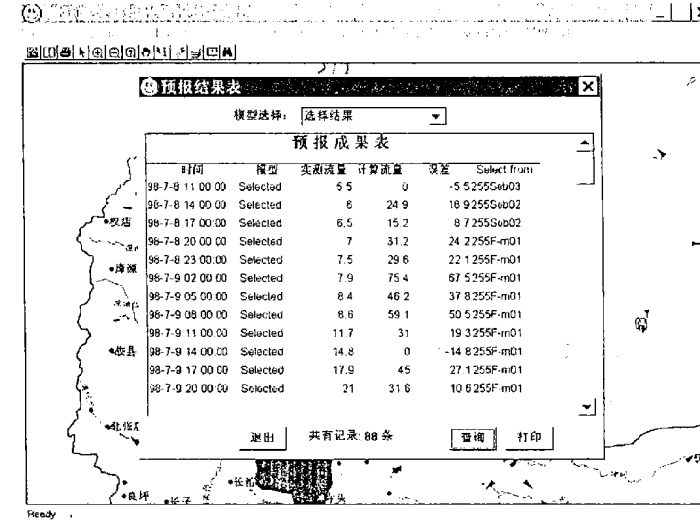 预报结果表
模型选择: 选择结果
预报成果表
时间 模型 实测流量 计算流量 误差 Select from
98-7-8 11 00 00 Selected 5 5 0 -5 5 255Sub03
98-7-8 14 00 00 Selected 6 24 9 18 9 255Sub02
98-7-8 17 00:00 Selected 6,5 15.2 8 7 255Sub02
98-7-8 20 00 00 Selected 7 31.2 24 2 255F-m01
98-7-8 23 00:00 Selected 7.5 29 6 22 1 255F-m01
98-7-9 02 00 00 Selected 7.9 75 4 67 5 255F-m01
98-7-9 05 00 00 Selected 8 4 46 2 37 8 255F-m01
98-7-9 08 00 00 Selected 8.6 59 1 50 5 255F-m01
98-7-9 11 00 00 Selected 11.7 31 19 3 255F-m01
98-7-9 14 00 00 Selected 14.8 0 -14 8 255F-m01
98-7-9 17 00 00 Selected 17.9 45 27.1 255F-m01
98-7-9 20 00 00 Selected 21 31 6 10 6 255F-m01
退出 共有记录: 88 条 查询 打印
漳源
良坪
长子
Ready